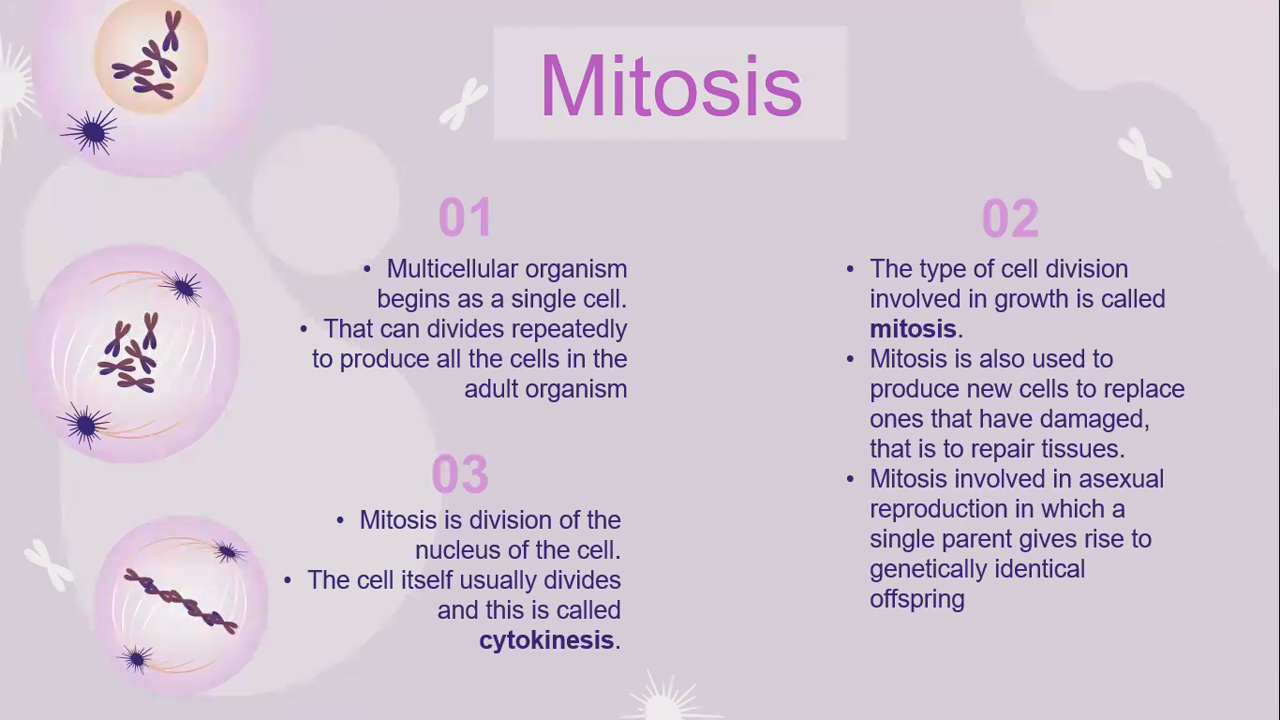 Mitosis
01
• Multicellular organism
begins as a single cell.
• That can divides repeatedly
to produce all the cells in the
adult organism
02
• The type of cell division
involved in growth is called
mitosis.
• Mitosis is also used to
produce new cells to replace
ones that have damaged,
that is to repair tissues.
• Mitosis involved in asexual
reproduction in which a
single parent gives rise to
genetically identical
offspring
03
• Mitosis is division of the
nucleus of the cell.
• The cell itself usually divides
and this is called
cytokinesis.